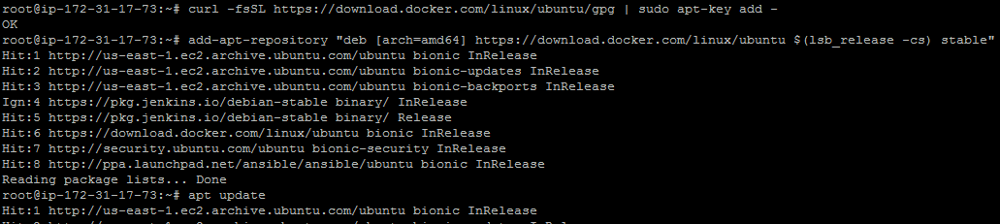 root@ip-172-31-17-73:~# curl -fsSL https://download.docker.com/linux/ubuntu/gpg | sudo apt-key add -
OK
root@ip-172-31-17-73:~# add-apt-repository "deb [arch=amd64] https://download.docker.com/linux/ubuntu $(lsb_release -cs) stable"
Hit:1 http://us-east-1.ec2.archive.ubuntu.com/ubuntu bionic InRelease
Hit:2 http://us-east-1.ec2.archive.ubuntu.com/ubuntu bionic-updates InRelease
Hit:3 http://us-east-1.ec2.archive.ubuntu.com/ubuntu bionic-backports InRelease
Ign:4 https://pkg.jenkins.io/debian-stable binary/ InRelease
Hit:5 https://pkg.jenkins.io/debian-stable binary/ Release
Hit:6 https://download.docker.com/linux/ubuntu bionic InRelease
Hit:7 http://security.ubuntu.com/ubuntu bionic-security InRelease
Hit:8 http://ppa.launchpad.net/ansible/ansible/ubuntu bionic InRelease
Reading package lists... Done
root@ip-172-31-17-73:~# apt update
Hit:1 http://us-east-1.ec2.archive.ubuntu.com/ubuntu bionic InRelease